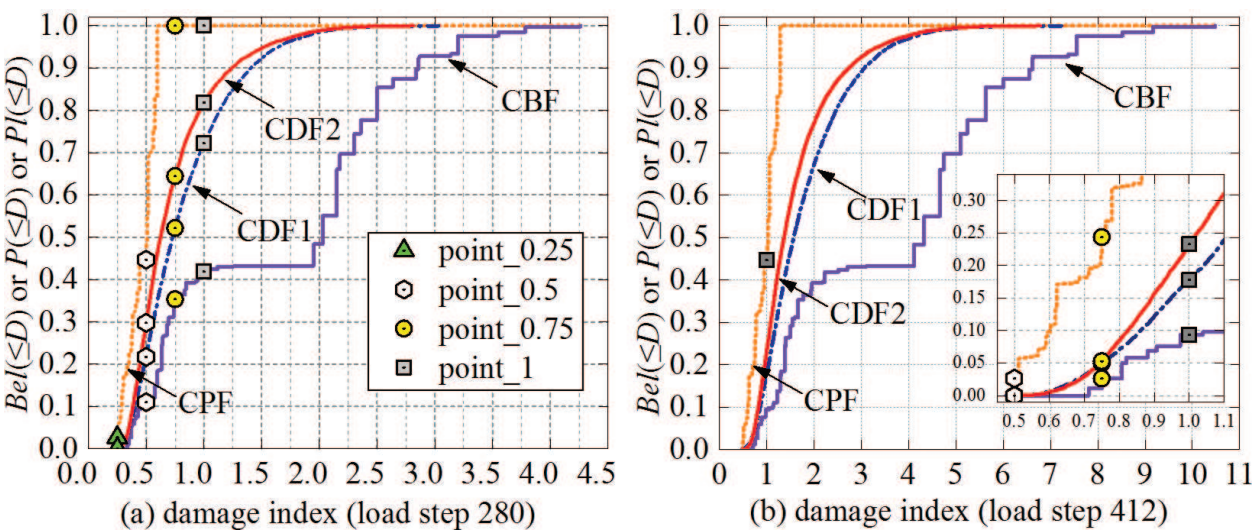 Bel(≤D) or P(≤D) or Pl(≤D)
1.0
0.9
0.8
0.7
0.6
0.5
0.4
0.3
0.2
0.1
0.0
CBF
CDF2
CDF1
CPF
point_0.25
point_0.5
point_0.75
point_1
0.0 0.5 1.0 1.5 2.0 2.5 3.0 3.5 4.0 4.5
(a) damage index (load step 280)
Bel(≤D) or P(≤D) or Pl(≤D)
1.0
0.9
0.8
0.7
0.6
0.5
0.4
0.3
0.2
0.1
0.0
CBF
CDF1
CDF2
CPF
0.30
0.25
0.20
0.15
0.10
0.05
0.00
0.5 0.6 0.7 0.8 0.9 1.0 1.1
0 1 2 3 4 5 6 7 8 9 10
(b) damage index (load step 412)